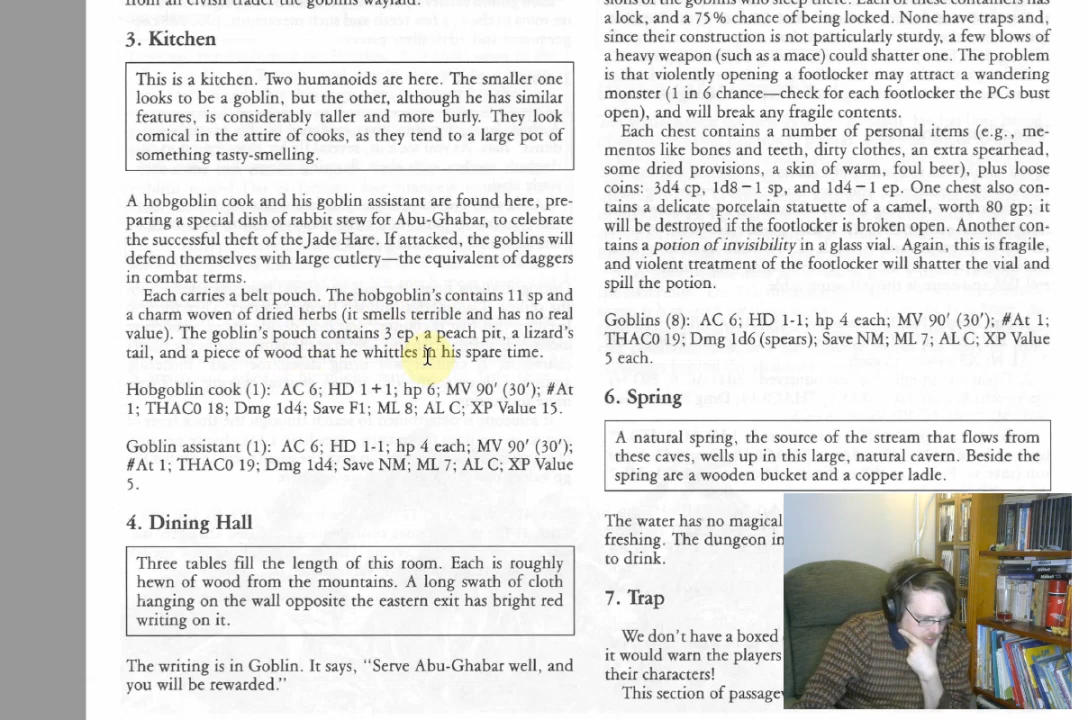 from an elvish trader the goblins waylaid.
3. Kitchen
This is a kitchen. Two humanoids are here. The smaller one
looks to be a goblin, but the other, although he has similar
features, is considerably taller and more burly. They look
comical in the attire of cooks, as they tend to a large pot of
something tasty-smelling.
A hobgoblin cook and his goblin assistant are found here, pre-
paring a special dish of rabbit stew for Abu-Ghabar, to celebrate
the successful theft of the Jade Hare. If attacked, the goblins will
defend themselves with large cutlery—the equivalent of daggers
in combat terms.
Each carries a belt pouch. The hobgoblin's contains 11 sp and
a charm woven of dried herbs (it smells terrible and has no real
value). The goblin's pouch contains 3 ep, a peach pit, a lizard's
tail, and a piece of wood that he whittles in his spare time.
Hobgoblin cook (1): AC 6; HD 1 + 1; hp 6; MV 90' (30'); #At
1; THAC0 18; Dmg 1d4; Save F1; ML 8; AL C; XP Value 15.
Goblin assistant (1): AC 6; HD 1-1; hp 4 each; MV 90' (30');
#At 1; THAC0 19; Dmg 1d4; Save NM; ML 7; AL C; XP Value
5.
4. Dining Hall
Three tables fill the length of this room. Each is roughly
hewn of wood from the mountains. A long swath of cloth
hanging on the wall opposite the eastern exit has bright red
writing on it.
The writing is in Goblin. It says, "Serve Abu-Ghabar well, and
you will be rewarded."
sions of the goblins who sleep there. Each of these containers has
a lock, and a 75% chance of being locked. None have traps and,
since their construction is not particularly sturdy, a few blows of
a heavy weapon (such as a mace) could shatter one. The problem
is that violently opening a footlocker may attract a wandering
monster (1 in 6 chance—check for each footlocker the PCs bust
open), and will break any fragile contents.
Each chest contains a number of personal items (e.g., me-
mentos like bones and teeth, dirty clothes, an extra spearhead,
some dried provisions, a skin of warm, foul beer), plus loose
coins: 3d4 cp, 1d8 − 1 sp, and 1d4 − 1 ep. One chest also con-
tains a delicate porcelain statuette of a camel, worth 80 gp; it
will be destroyed if the footlocker is broken open. Another con-
tains a potion of invisibility in a glass vial. Again, this is fragile,
and violent treatment of the footlocker will shatter the vial and
spill the potion.
Goblins (8): AC 6; HD 1-1; hp 4 each; MV 90' (30'); #At 1;
THAC0 19; Dmg 1d6 (spears); Save NM; ML 7; AL C; XP Value
5 each.
6. Spring
A natural spring, the source of the stream that flows from
these caves, wells up in this large, natural cavern. Beside the
spring are a wooden bucket and a copper ladle.
The water has no magical
freshing. The dungeon in
to drink.
7. Trap
We don't have a boxed
it would warn the players
their characters!
This section of passage